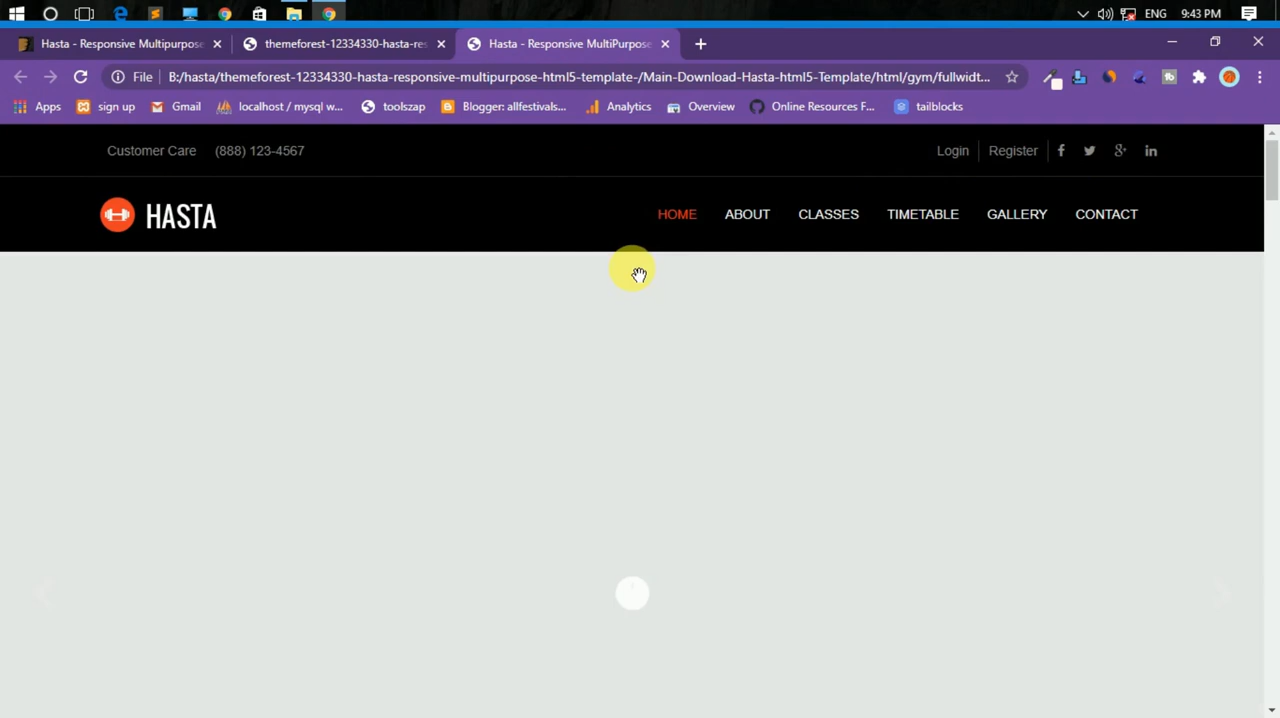 ENG 9:43 PM
Hasta - Responsive Multipurpose
themeforest-12334330-hasta-res
Hasta - Responsive MultiPurpose
File B:/hasta/themeforest-12334330-hasta-responsive-multipurpose-html5-template-/Main-Download-Hasta-html5-Template/html/gym/fullwidt...
Apps sign up Gmail localhost / mysql w... toolszap Blogger: allfestivals... Analytics Overview Online Resources F... tailblocks
Customer Care (888) 123-4567 Login Register
HASTA HOME ABOUT CLASSES TIMETABLE GALLERY CONTACT